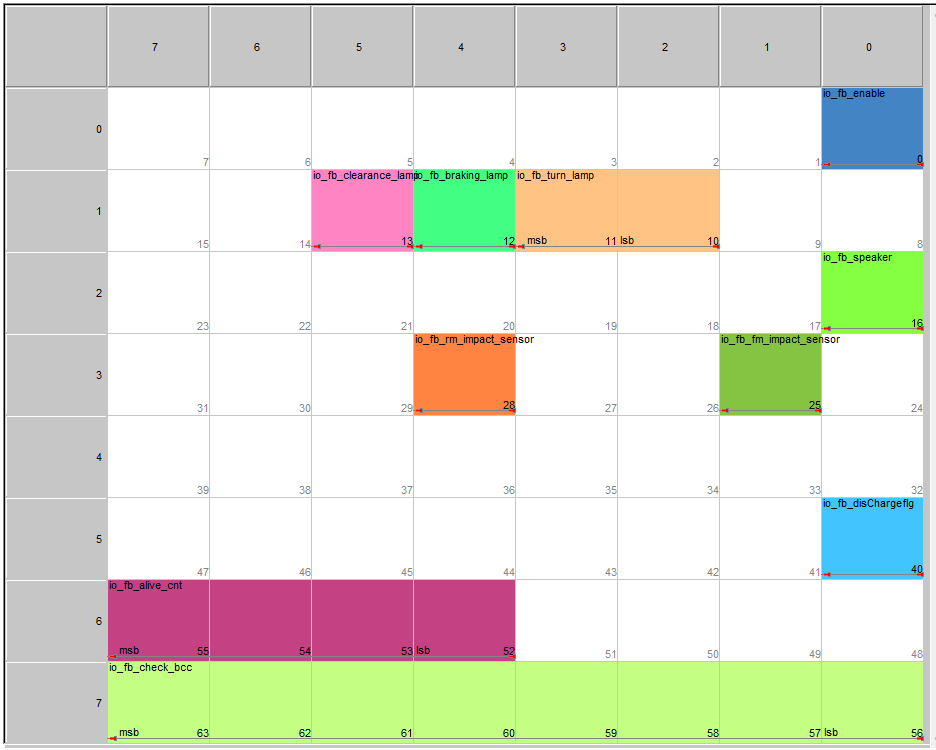 7 6 5 4 3 2 1 0
io_fb_enable
0
7 6 5 4 3 2 1 0
io_fb_clearance_lamp io_fb_braking_lamp io_fb_turn_lamp
1
15 14 13 12 msb 11 lsb 10 9 8
io_fb_speaker
2
23 22 21 20 19 18 17 16
io_fb_rm_impact_sensor io_fb_fm_impact_sensor
3
31 30 29 28 27 26 25 24
4
39 38 37 36 35 34 33 32
io_fb_disChargeflg
5
47 46 45 44 43 42 41 40
io_fb_alive_cnt
6
msb 55 54 53 lsb 52 51 50 49 48
io_fb_check_bcc
7
msb 63 62 61 60 59 58 57 lsb 56